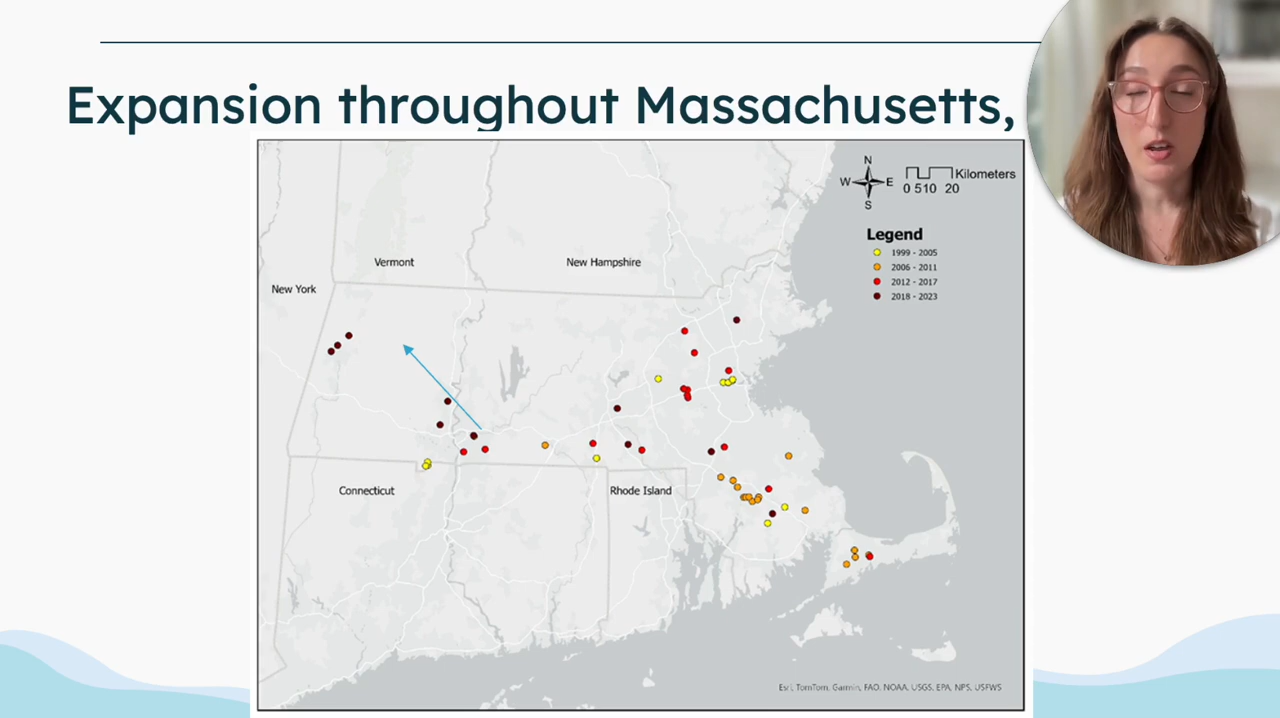 Expansion throughout Massachusetts,
N
W E
S
Kilometers
0 5 10 20
Legend
1999 - 2005
2006 - 2011
2012 - 2017
2018 - 2023
Vermont
New Hampshire
New York
Connecticut
Rhode Island
Esri, TomTom, Garmin, FAO, NOAA, USGS, EPA, NPS, USFWS